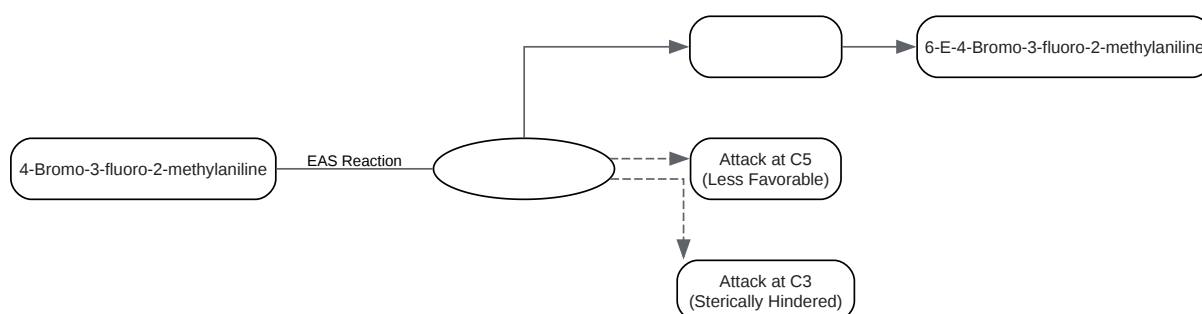 6-E-4-Bromo-3-fluoro-2-methylaniline
4-Bromo-3-fluoro-2-methylaniline
EAS Reaction
Attack at C5
(Less Favorable)
Attack at C3
(Sterically Hindered)